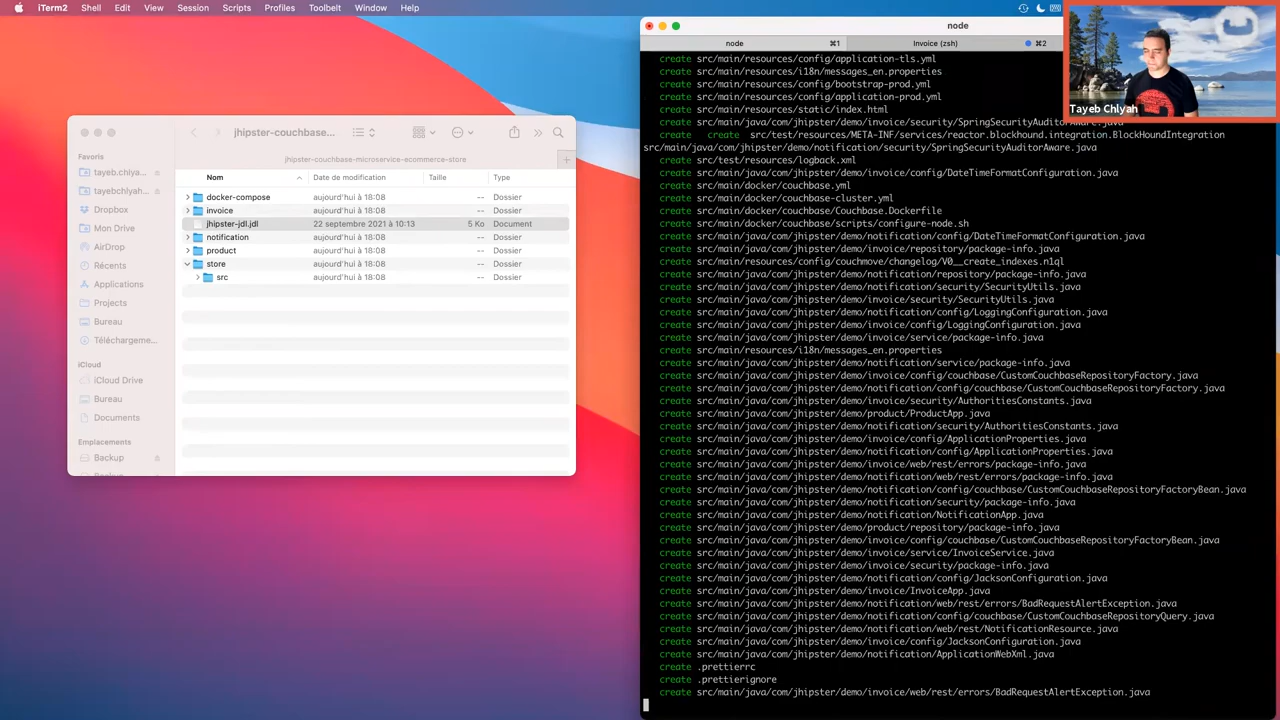 iTerm2 Shell Edit View Session Scripts Profiles Toolbelt Window Help
jhipster-couchbase...
jhipster-couchbase-microservice-ecommerce-store
Favoris
tayeb.chlya...
tayebchlyah...
Dropbox
Mon Drive
AirDrop
Récents
Applications
Projects
Bureau
Téléchargeme...
iCloud
iCloud Drive
Bureau
Documents
Emplacements
Backup
Nom Date de modification Taille Type
docker-compose aujourd'hui à 18:08 -- Dossier
invoice aujourd'hui à 18:08 -- Dossier
jhipster-jdl.jdl 22 septembre 2021 à 10:13 5 Ko Document
notification aujourd'hui à 18:08 -- Dossier
product aujourd'hui à 18:08 -- Dossier
store aujourd'hui à 18:08 -- Dossier
src aujourd'hui à 18:08 -- Dossier
node
node ⌘1 Invoice (zsh) ⌘2
create src/main/resources/config/application-tls.yml
create src/main/resources/i18n/messages_en.properties
create src/main/resources/config/bootstrap-prod.yml
create src/main/resources/config/application-prod.yml
create src/main/resources/static/index.html
create src/main/java/com/jhipster/demo/invoice/security/SpringSecurityAuditorAware.java
create create src/test/resources/META-INF/services/reactor.blockhound.integration.BlockHoundIntegration
src/main/java/com/jhipster/demo/notification/security/SpringSecurityAuditorAware.java
create src/test/resources/logback.xml
create src/main/java/com/jhipster/demo/invoice/config/DateTimeFormatConfiguration.java
create src/main/docker/couchbase.yml
create src/main/docker/couchbase-cluster.yml
create src/main/docker/couchbase/Couchbase.Dockerfile
create src/main/docker/couchbase/scripts/configure-node.sh
create src/main/java/com/jhipster/demo/notification/config/DateTimeFormatConfiguration.java
create src/main/java/com/jhipster/demo/invoice/repository/package-info.java
create src/main/resources/config/couchmove/changelog/V0__create_indexes.n1ql
create src/main/java/com/jhipster/demo/notification/repository/package-info.java
create src/main/java/com/jhipster/demo/notification/security/SecurityUtils.java
create src/main/java/com/jhipster/demo/invoice/security/SecurityUtils.java
create src/main/java/com/jhipster/demo/notification/config/LoggingConfiguration.java
create src/main/java/com/jhipster/demo/invoice/config/LoggingConfiguration.java
create src/main/java/com/jhipster/demo/invoice/service/package-info.java
create src/main/resources/i18n/messages_en.properties
create src/main/java/com/jhipster/demo/notification/service/package-info.java
create src/main/java/com/jhipster/demo/invoice/config/couchbase/CustomCouchbaseRepositoryFactory.java
create src/main/java/com/jhipster/demo/notification/config/couchbase/CustomCouchbaseRepositoryFactory.java
create src/main/java/com/jhipster/demo/invoice/security/AuthoritiesConstants.java
create src/main/java/com/jhipster/demo/product/ProductApp.java
create src/main/java/com/jhipster/demo/notification/security/AuthoritiesConstants.java
create src/main/java/com/jhipster/demo/invoice/config/ApplicationProperties.java
create src/main/java/com/jhipster/demo/notification/config/ApplicationProperties.java
create src/main/java/com/jhipster/demo/invoice/web/rest/errors/package-info.java
create src/main/java/com/jhipster/demo/notification/web/rest/errors/package-info.java
create src/main/java/com/jhipster/demo/notification/config/couchbase/CustomCouchbaseRepositoryFactoryBean.java
create src/main/java/com/jhipster/demo/notification/security/package-info.java
create src/main/java/com/jhipster/demo/notification/NotificationApp.java
create src/main/java/com/jhipster/demo/product/repository/package-info.java
create src/main/java/com/jhipster/demo/invoice/config/couchbase/CustomCouchbaseRepositoryFactoryBean.java
create src/main/java/com/jhipster/demo/invoice/service/InvoiceService.java
create src/main/java/com/jhipster/demo/invoice/security/package-info.java
create src/main/java/com/jhipster/demo/notification/config/JacksonConfiguration.java
create src/main/java/com/jhipster/demo/invoice/InvoiceApp.java
create src/main/java/com/jhipster/demo/notification/web/rest/errors/BadRequestAlertException.java
create src/main/java/com/jhipster/demo/notification/config/couchbase/CustomCouchbaseRepositoryQuery.java
create src/main/java/com/jhipster/demo/notification/web/rest/NotificationResource.java
create src/main/java/com/jhipster/demo/invoice/config/JacksonConfiguration.java
create src/main/java/com/jhipster/demo/notification/ApplicationWebXml.java
create .prettierrc
create .prettierignore
create src/main/java/com/jhipster/demo/invoice/web/rest/errors/BadRequestAlertException.java
Tayeb Chlyah